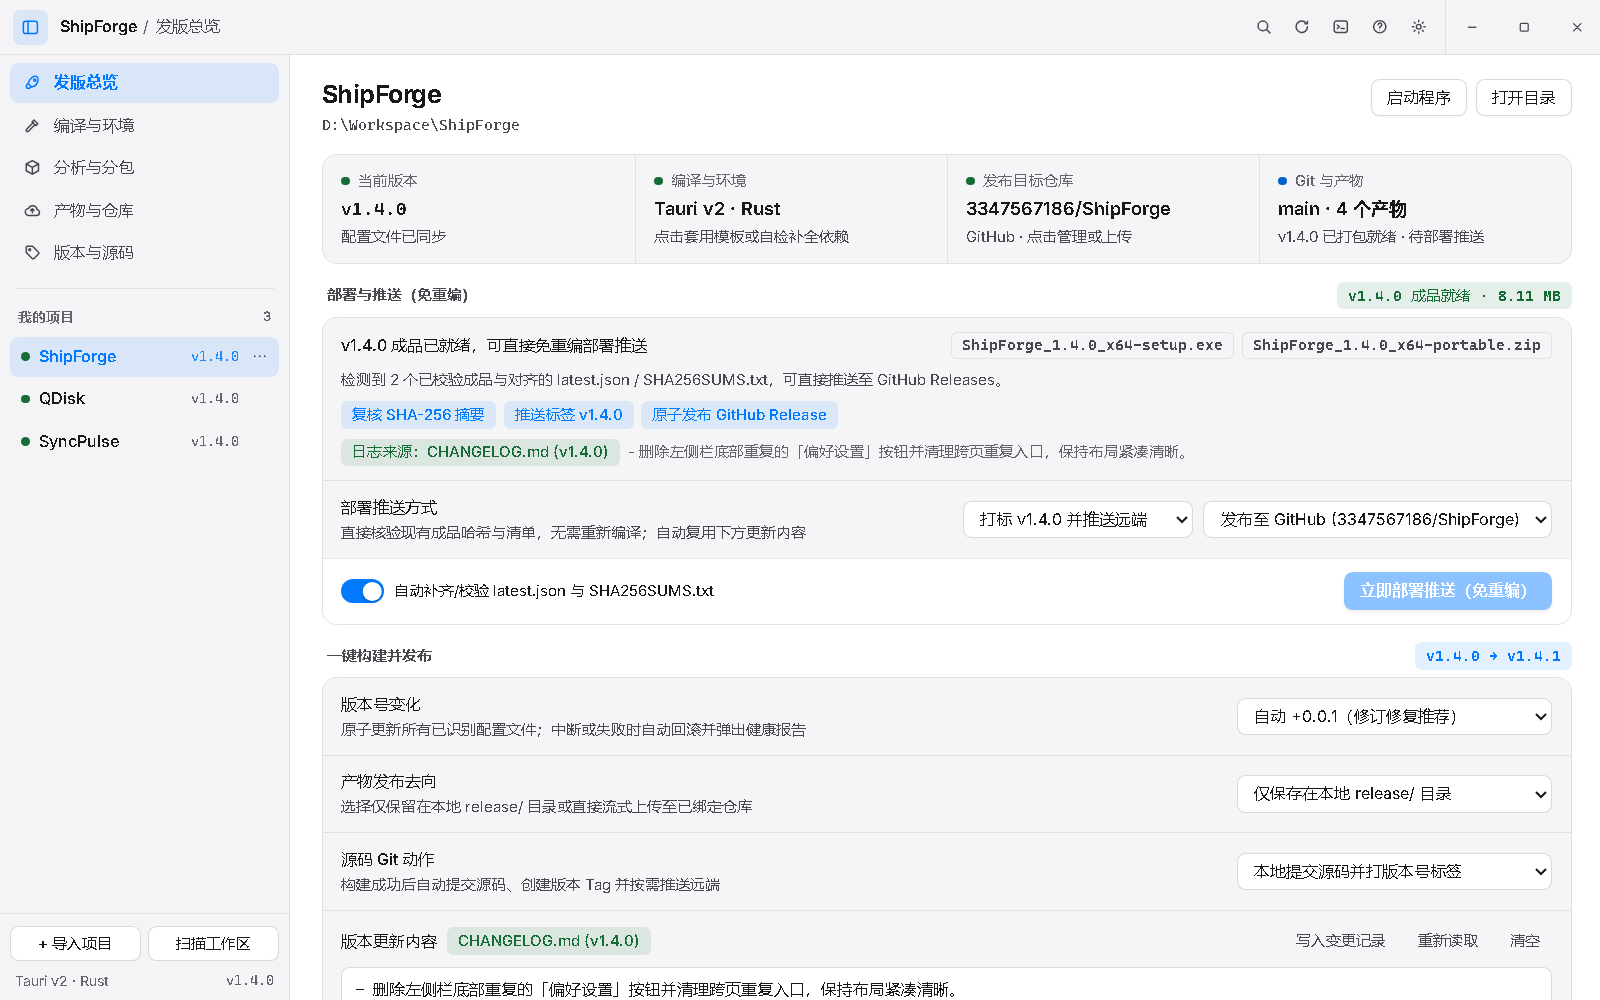 ShipForge / 发版总览
发版总览
编译与环境
分析与分包
产物与仓库
版本与源码
我的项目 3
ShipForge v1.4.0 ···
QDisk v1.4.0
SyncPulse v1.4.0
+ 导入项目 扫描工作区
Tauri v2 · Rust v1.4.0
ShipForge
D:\Workspace\ShipForge
启动程序 打开目录
当前版本
v1.4.0
配置文件已同步
编译与环境
Tauri v2 · Rust
点击套用模板或自检补全依赖
发布目标仓库
3347567186/ShipForge
GitHub · 点击管理或上传
Git 与产物
main · 4 个产物
v1.4.0 已打包就绪 · 待部署推送
部署与推送（免重编） v1.4.0 成品就绪 · 8.11 MB
v1.4.0 成品已就绪，可直接免重编部署推送 ShipForge_1.4.0_x64-setup.exe ShipForge_1.4.0_x64-portable.zip
检测到 2 个已校验成品与对齐的 latest.json / SHA256SUMS.txt，可直接推送至 GitHub Releases。
复核 SHA-256 摘要 推送标签 v1.4.0 原子发布 GitHub Release
日志来源：CHANGELOG.md (v1.4.0) - 删除左侧栏底部重复的「偏好设置」按钮并清理跨页重复入口，保持布局紧凑清晰。
部署推送方式
直接核验现有成品哈希与清单，无需重新编译；自动复用下方更新内容
打标 v1.4.0 并推送远端 发布至 GitHub (3347567186/ShipForge)
自动补齐/校验 latest.json 与 SHA256SUMS.txt 立即部署推送（免重编）
一键构建并发布 v1.4.0 → v1.4.1
版本号变化
原子更新所有已识别配置文件；中断或失败时自动回滚并弹出健康报告
自动 +0.0.1（修订修复推荐）
产物发布去向
选择仅保留在本地 release/ 目录或直接流式上传至已绑定仓库
仅保存在本地 release/ 目录
源码 Git 动作
构建成功后自动提交源码、创建版本 Tag 并按需推送远端
本地提交源码并打版本号标签
版本更新内容 CHANGELOG.md (v1.4.0) 写入变更记录 重新读取 清空
- 删除左侧栏底部重复的「偏好设置」按钮并清理跨页重复入口，保持布局紧凑清晰。